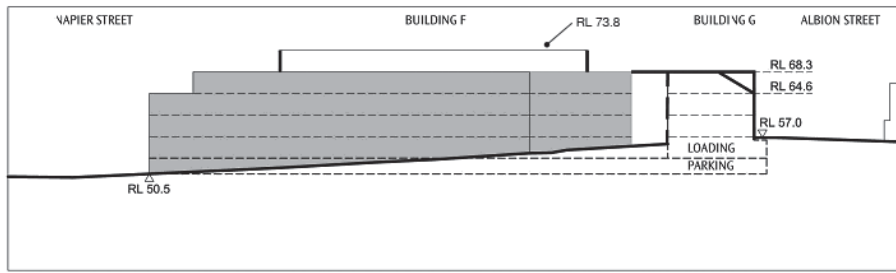 NAPIER STREET
BUILDING F
RL 73.8
BUILDING G
ALBION STREET
RL 68.3
RL 64.6
RL 57.0
LOADING
PARKING
RL 50.5